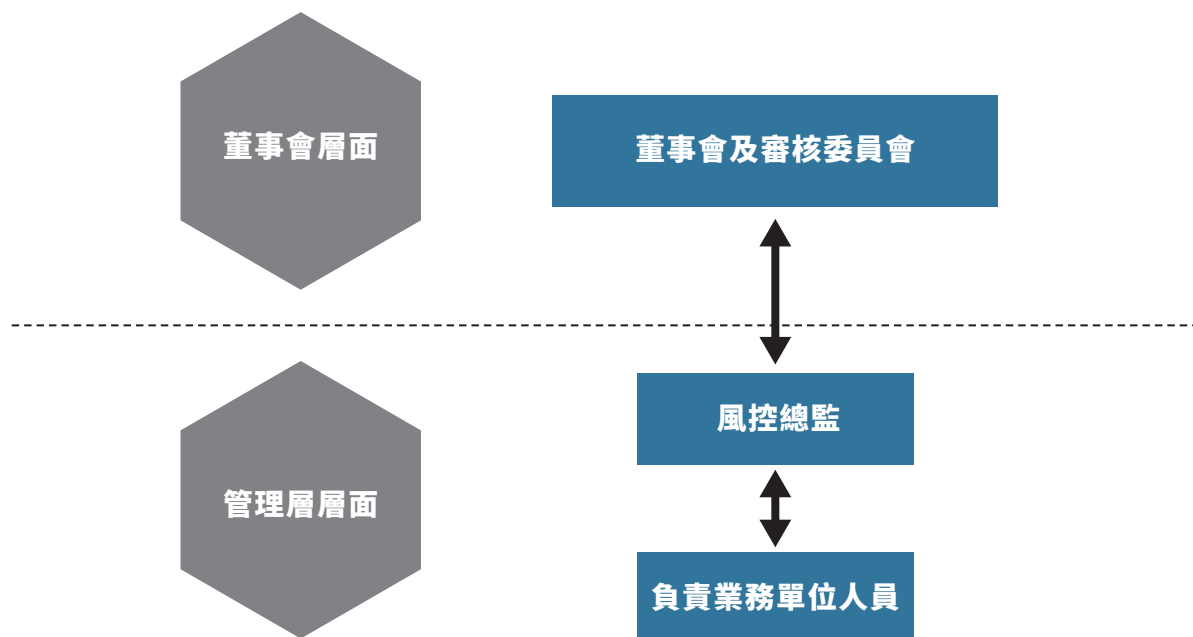 董事會層面
董事會及審核委員會
風控總監
管理層層面
負責業務單位人員